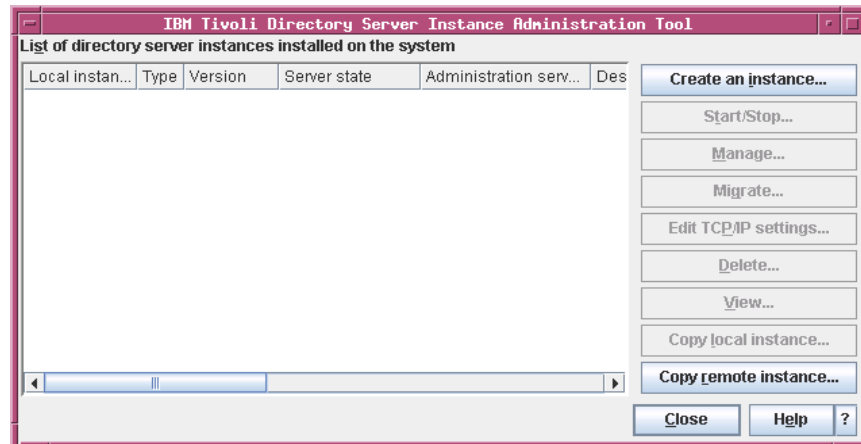 IBM Tivoli Directory Server Instance Administration Tool
List of directory server instances installed on the system
Local instan... Type Version Server state Administration serv... Des
Create an instance...
Start/Stop...
Manage...
Migrate...
Edit TCP/IP settings...
Delete...
View...
Copy local instance...
Copy remote instance...
Close Help ?